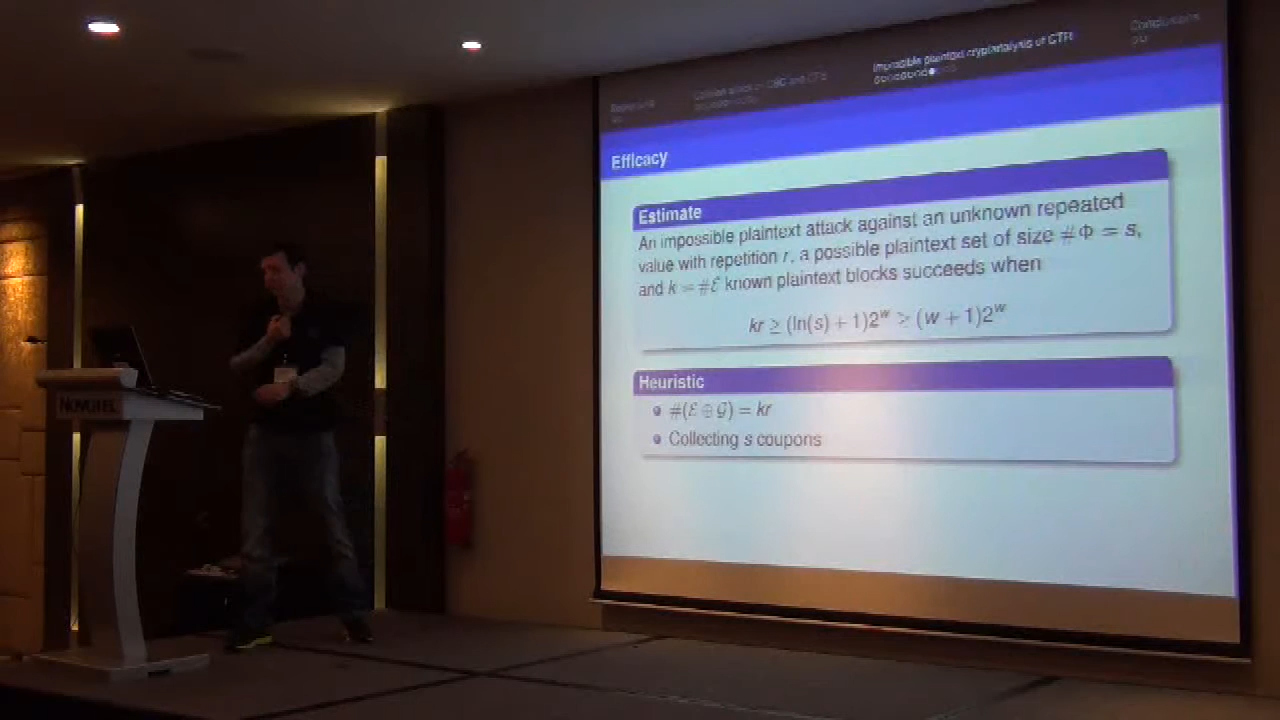 Impossible plaintext cryptanalysis of CTR
Conclusions
Efficacy
Estimate
An impossible plaintext attack against an unknown repeated
value with repetition r, a possible plaintext set of size #Φ = s,
and k = #ℰ known plaintext blocks succeeds when
kr ≥ (ln(s) + 1)2^w ≥ (w + 1)2^w
Heuristic
#(ℰ ⊕ 𝒢) = kr
Collecting s coupons
NOVOTEL